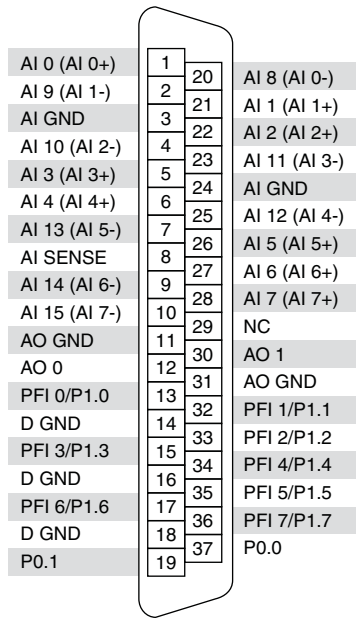 AI 0 (AI 0+) 1
20 AI 8 (AI 0-)
AI 9 (AI 1-) 2
21 AI 1 (AI 1+)
AI GND 3
22 AI 2 (AI 2+)
AI 10 (AI 2-) 4
23 AI 11 (AI 3-)
AI 3 (AI 3+) 5
24 AI GND
AI 4 (AI 4+) 6
25 AI 12 (AI 4-)
AI 13 (AI 5-) 7
26 AI 5 (AI 5+)
AI SENSE 8
27 AI 6 (AI 6+)
AI 14 (AI 6-) 9
28 AI 7 (AI 7+)
AI 15 (AI 7-) 10
29 NC
AO GND 11
30 AO 1
AO 0 12
31 AO GND
PFI 0/P1.0 13
32 PFI 1/P1.1
D GND 14
33 PFI 2/P1.2
PFI 3/P1.3 15
34 PFI 4/P1.4
D GND 16
35 PFI 5/P1.5
PFI 6/P1.6 17
36 PFI 7/P1.7
D GND 18
37 P0.0
P0.1 19